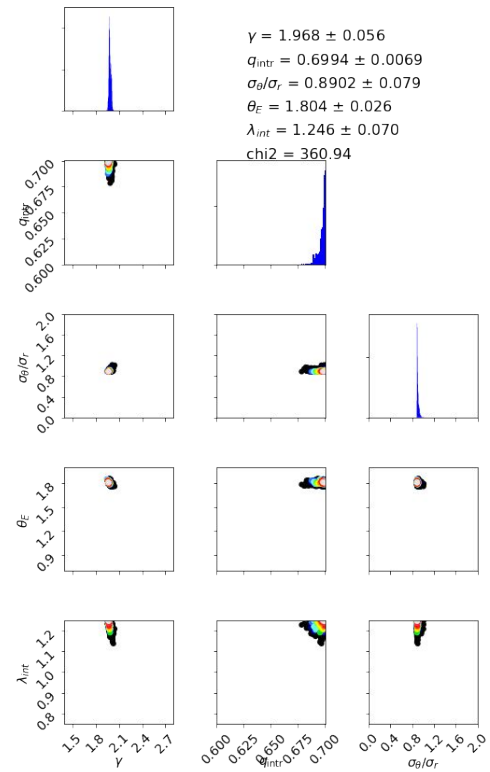 γ = 1.968 ± 0.056
q_intr = 0.6994 ± 0.0069
σ_θ/σ_r = 0.8902 ± 0.079
θ_E = 1.804 ± 0.026
λ_int = 1.246 ± 0.070
chi2 = 360.94
0.700
0.675
0.650
0.625
0.600
q_intr
2.0
1.6
1.2
0.8
0.4
0.0
σ_θ/σ_r
1.8
1.5
1.2
0.9
θ_E
1.2
1.1
1.0
0.9
0.8
λ_int
1.5 1.8 2.1 2.4 2.7
0.600 0.625 0.650 0.675 0.700
0.0 0.4 0.8 1.2 1.6 2.0
γ
q_intr
σ_θ/σ_r